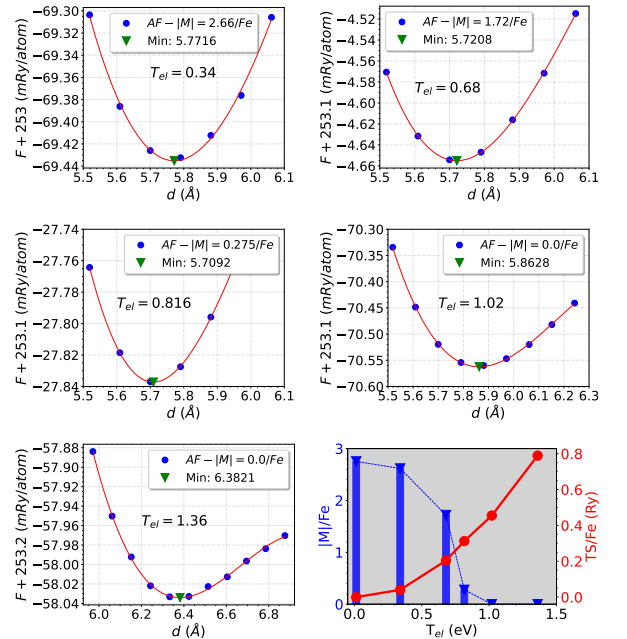 −69.30
−69.32
−69.34
−69.36
−69.38
−69.40
−69.42
−69.44
F + 253 (mRy/atom)
AF − |M| = 2.66/Fe
Min: 5.7716
T_el = 0.34
5.5 5.6 5.7 5.8 5.9 6.0 6.1
d (Å)
−4.52
−4.54
−4.56
−4.58
−4.60
−4.62
−4.64
−4.66
F + 253.1 (mRy/atom)
AF − |M| = 1.72/Fe
Min: 5.7208
T_el = 0.68
5.5 5.6 5.7 5.8 5.9 6.0 6.1
d (Å)
−27.74
−27.76
−27.78
−27.80
−27.82
−27.84
F + 253.1 (mRy/atom)
AF − |M| = 0.275/Fe
Min: 5.7092
T_el = 0.816
5.5 5.6 5.7 5.8 5.9 6.0 6.1
d (Å)
−70.30
−70.35
−70.40
−70.45
−70.50
−70.55
−70.60
F + 253.1 (mRy/atom)
AF − |M| = 0.0/Fe
Min: 5.8628
T_el = 1.02
5.5 5.6 5.7 5.8 5.9 6.0 6.1 6.2 6.3
d (Å)
−57.88
−57.90
−57.92
−57.94
−57.96
−57.98
−58.00
−58.02
−58.04
F + 253.2 (mRy/atom)
AF − |M| = 0.0/Fe
Min: 6.3821
T_el = 1.36
6.0 6.2 6.4 6.6 6.8
d (Å)
3
2
1
0
|M|/Fe
0.8
0.6
0.4
0.2
0.0
TS/Fe (Ry)
0.0 0.5 1.0 1.5
T_el (eV)